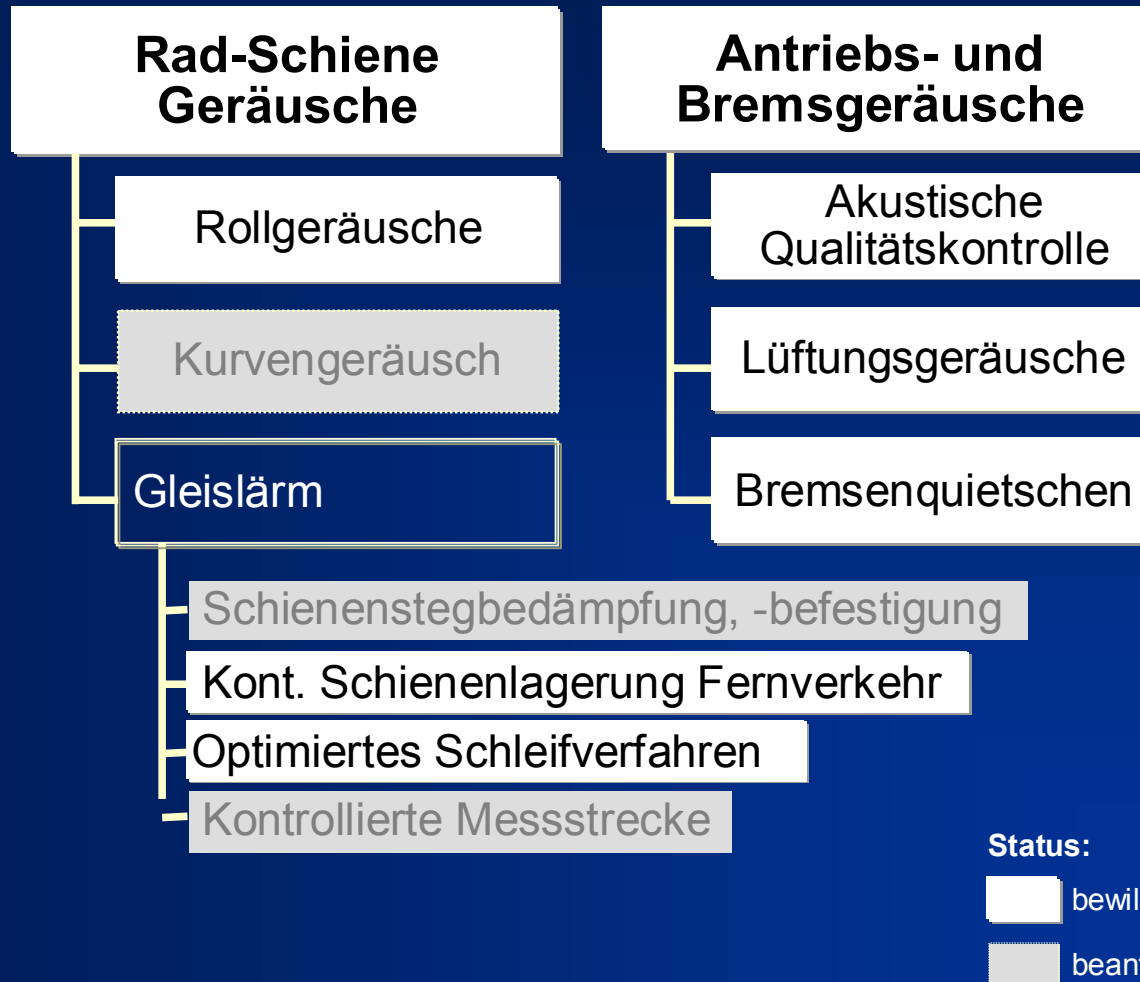 Rad-Schiene
Geräusche
Rollgeräusche
Kurvengeräusch
Gleislärm
Schienenstegbedämpfung, -befestigung
Kont. Schienenlagerung Fernverkehr
Optimiertes Schleifverfahren
Kontrollierte Messstrecke
Antriebs- und
Bremsgeräusche
Akustische
Qualitätskontrolle
Lüftungsgeräusche
Bremsenquietschen
Status: